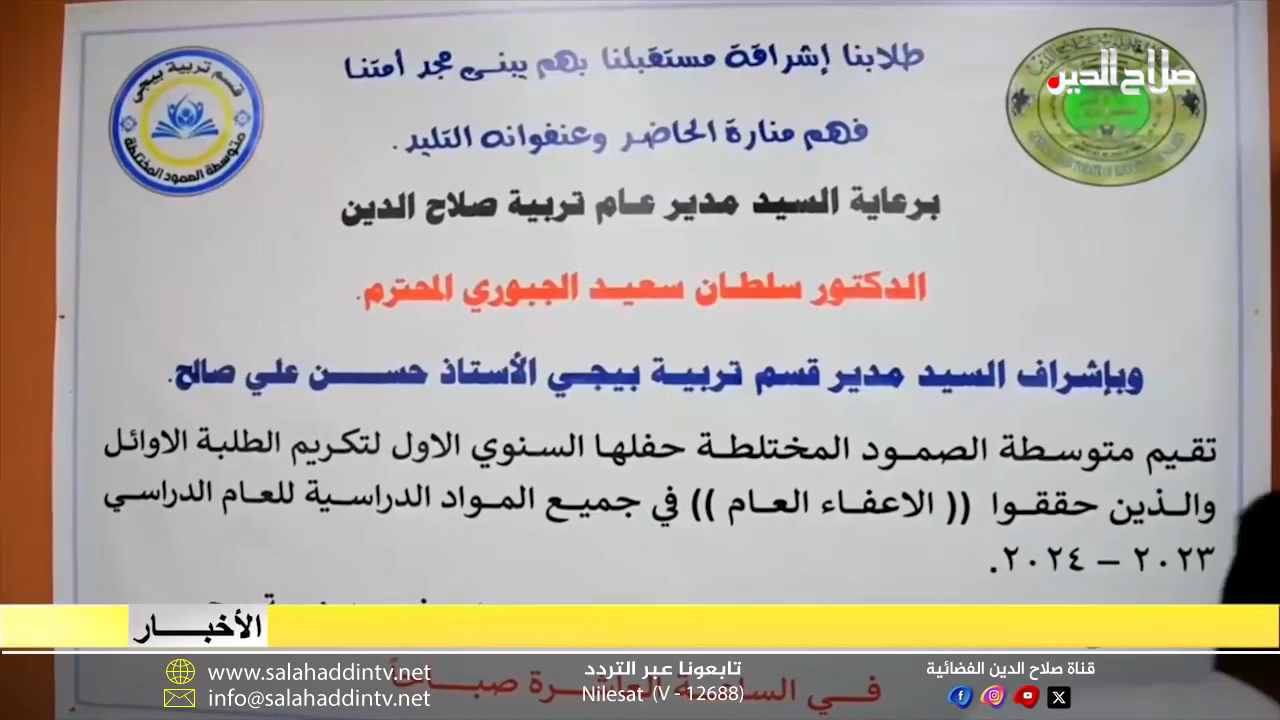 طلابنا إشراقة مستقبلنا بهم يبنى مجد أمتنا
فهم منارة الحاضر وعنفوانه التليد .
قسم تربية بيجي
متوسطة الصمود المختلطة
صلاح الدين
برعاية السيد مدير عام تربية صلاح الدين
الدكتور سلطان سعيد الجبوري المحترم.
وبإشراف السيد مدير قسم تربية بيجي الأستاذ حسن علي صالح.
تقيم متوسطة الصمود المختلطة حفلها السنوي الاول لتكريم الطلبة الاوائل
والذين حققوا (( الاعفاء العام )) في جميع المواد الدراسية للعام الدراسي
٢٠٢٣ – ٢٠٢٤.
الأخبار
في الساعة العاشرة صباحاً
قناة صلاح الدين الفضائية
تابعونا عبر التردد
Nilesat (V - 12688)
www.salahaddintv.net
info@salahaddintv.net